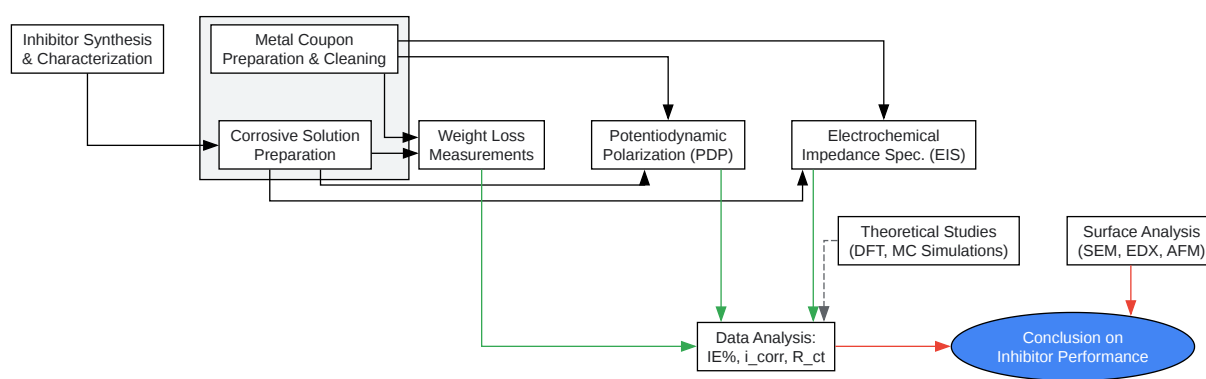 Inhibitor Synthesis
& Characterization
Metal Coupon
Preparation & Cleaning
Corrosive Solution
Preparation
Weight Loss
Measurements
Potentiodynamic
Polarization (PDP)
Electrochemical
Impedance Spec. (EIS)
Theoretical Studies
(DFT, MC Simulations)
Surface Analysis
(SEM, EDX, AFM)
Data Analysis:
IE%, i_corr, R_ct
Conclusion on
Inhibitor Performance